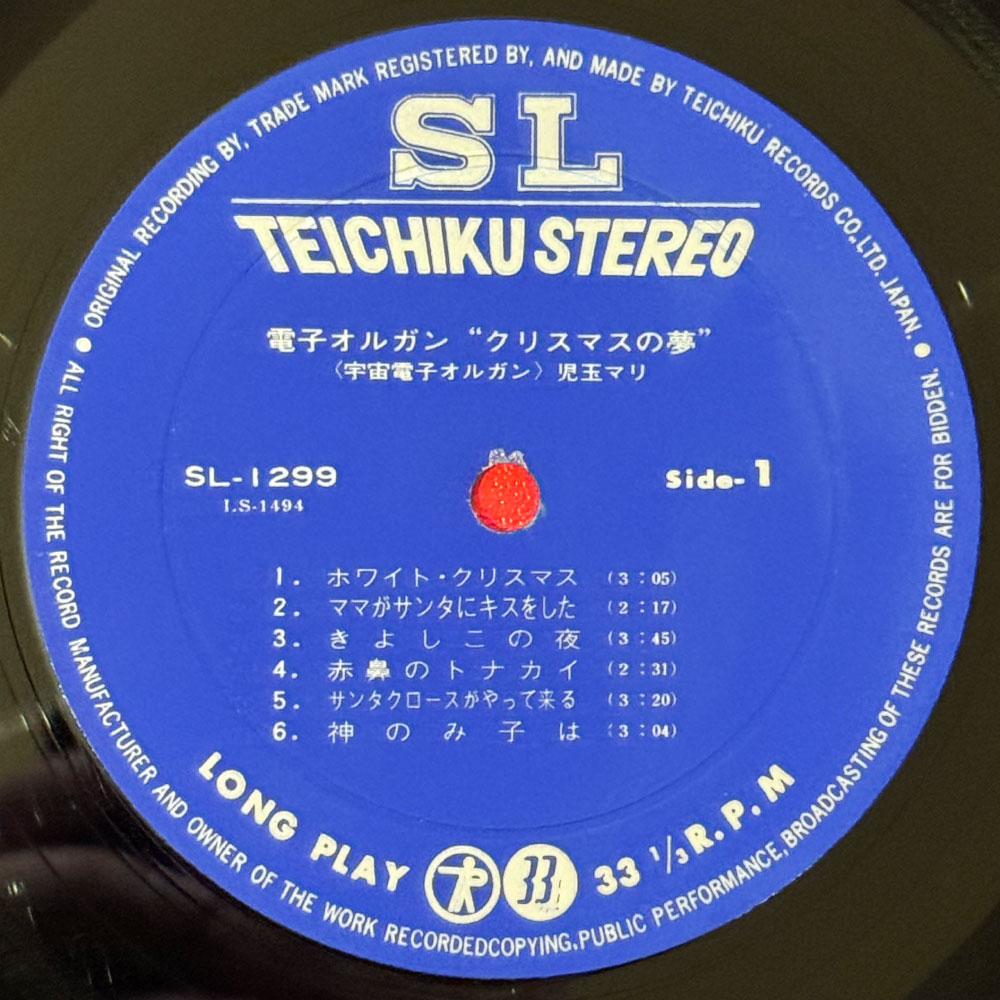 ORIGINAL RECORDING BY, TRADE MARK REGISTERED BY, AND MADE BY TEICHIKU RECORDS CO.,LTD. JAPAN.
SL
TEICHIKU STEREO
電子オルガン “クリスマスの夢”
〈宇宙電子オルガン〉児玉マリ
SL-1299
Side-1
LS-1494
1. ホワイト・クリスマス (3:05)
2. ママがサンタにキスをした (2:17)
3. きよしこの夜 (3:45)
4. 赤鼻のトナカイ (2:31)
5. サンタクロースがやって来る (3:20)
6. 神のみ子は (3:04)
LONG PLAY 33 33 1/3 R.P.M
ALL RIGHT OF THE RECORD MANUFACTURER AND OWNER OF THE WORK RECORDEDCOPYING,PUBLIC PERFORMANCE,BROADCASTING OF THESE RECORDS ARE FOR BIDDEN.